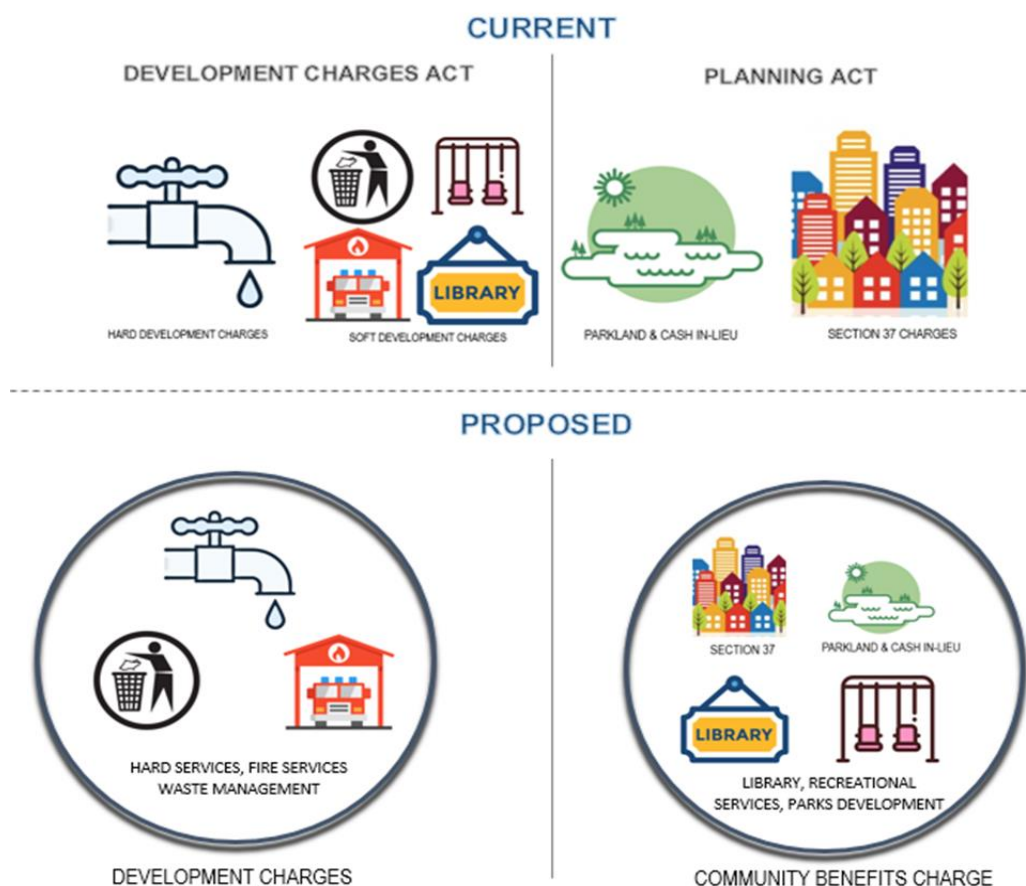 CURRENT
DEVELOPMENT CHARGES ACT
PLANNING ACT
LIBRARY
HARD DEVELOPMENT CHARGES
SOFT DEVELOPMENT CHARGES
PARKLAND & CASH IN-LIEU
SECTION 37 CHARGES
PROPOSED
HARD SERVICES, FIRE SERVICES
WASTE MANAGEMENT
DEVELOPMENT CHARGES
SECTION 37
PARKLAND & CASH IN-LIEU
LIBRARY
LIBRARY, RECREATIONAL
SERVICES, PARKS DEVELOPMENT
COMMUNITY BENEFITS CHARGE